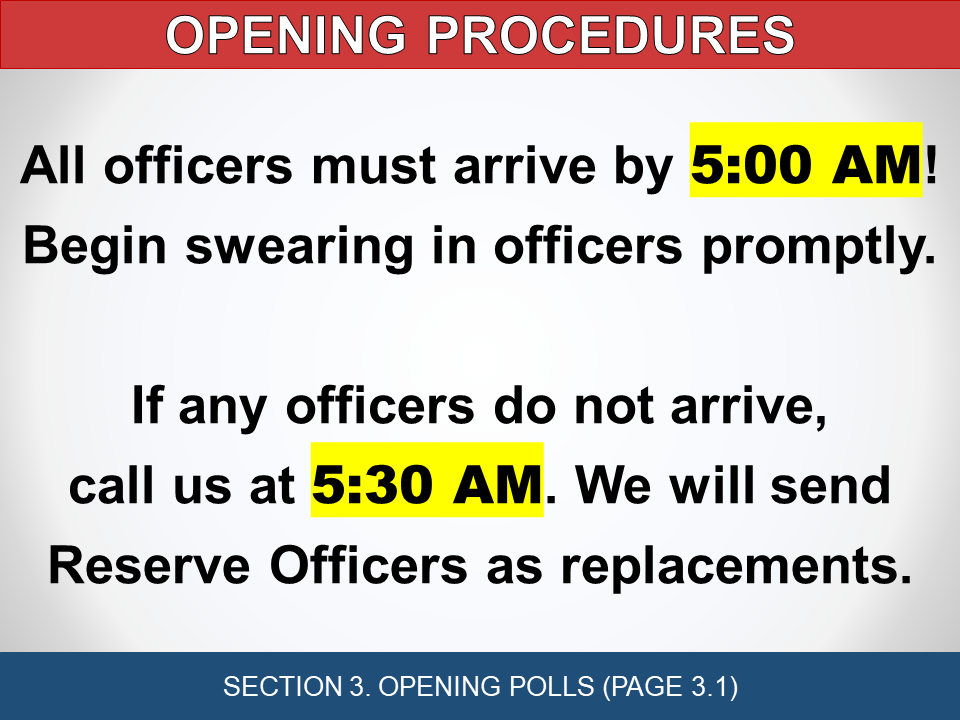 OPENING PROCEDURES
All officers must arrive by 5:00 AM!
Begin swearing in officers promptly.
If any officers do not arrive,
call us at 5:30 AM. We will send
Reserve Officers as replacements.
SECTION 3. OPENING POLLS (PAGE 3.1)